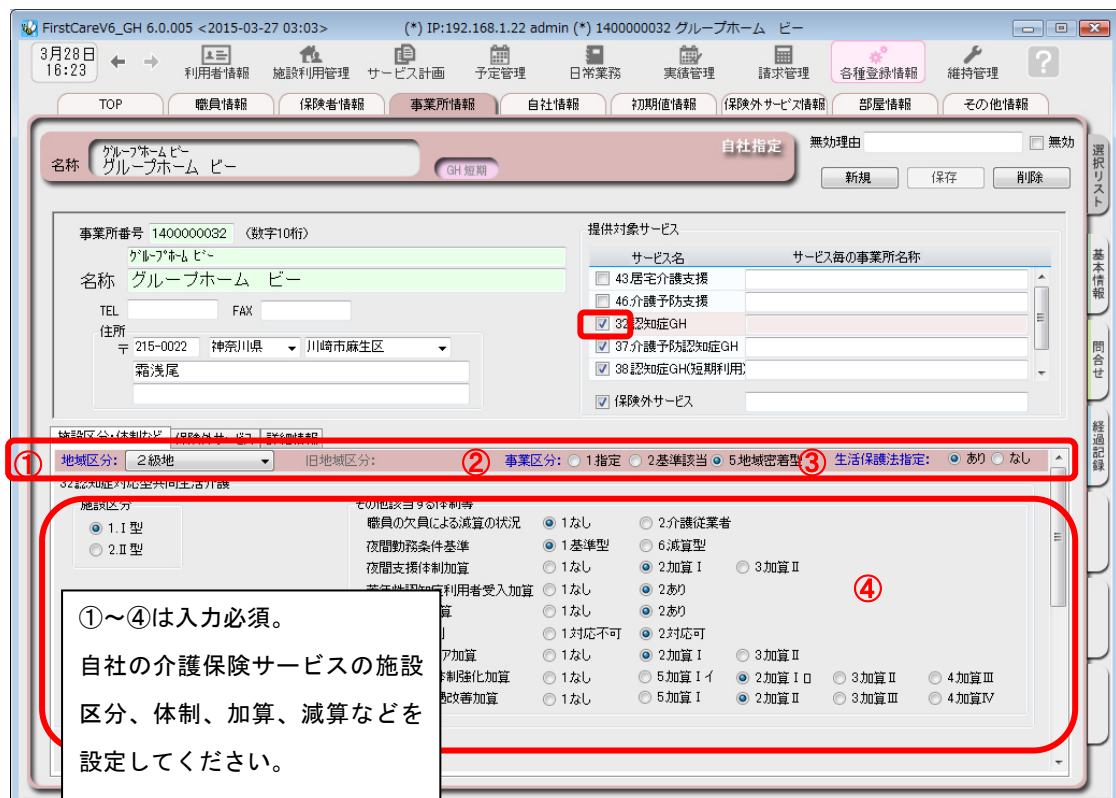 FirstCareV6_GH 6.0.005 <2015-03-27 03:03> (*) IP:192.168.1.22 admin (*) 1400000032 グループホーム ビー
3月28日
16:23
利用者情報 施設利用管理 サービス計画 予定管理 日常業務 実績管理 請求管理 各種登録情報 維持管理
TOP 職員情報 保険者情報 事業所情報 自社情報 初期値情報 保険外サービス情報 部屋情報 その他情報
自社指定 無効理由 無効
名称 グループホームビー
グループホーム ビー
GH短期
新規 保存 削除
選択リスト
基本情報
問合せ
経過記録
事業所番号 1400000032 (数字10桁)
グループホーム ビー
名称 グループホーム ビー
TEL FAX
住所
〒 215-0022 神奈川県 川崎市麻生区
霜浅尾
提供対象サービス
サービス名 サービス毎の事業所名称
43居宅介護支援
46介護予防支援
32認知症GH
37介護予防認知症GH
38認知症GH(短期利用)
保険外サービス
施設区分・体制など 保険外サービス 詳細情報
① 地域区分: 2級地 旧地域区分: ② 事業区分: 1指定 2基準該当 5地域密着型 ③ 生活保護法指定: あり なし
32認知症対応型共同生活介護
施設区分
1.Ⅰ型
2.Ⅱ型
その他該当する体制等
職員の欠員による減算の状況 1なし 2介護従業者
夜間勤務条件基準 1基準型 6減算型
夜間支援体制加算 1なし 2加算Ⅰ 3加算Ⅱ
若年性認知症利用者受入加算 1なし 2あり
算 1なし 2あり
1対応不可 2対応可
ア加算 1なし 2加算Ⅰ 3加算Ⅱ
制強化加算 1なし 5加算Ⅰイ 2加算Ⅰロ 3加算Ⅱ 4加算Ⅲ
改善加算 1なし 5加算Ⅰ 2加算Ⅱ 3加算Ⅲ 4加算Ⅳ
④
①~④は入力必須。
自社の介護保険サービスの施設
区分、体制、加算、減算などを
設定してください。